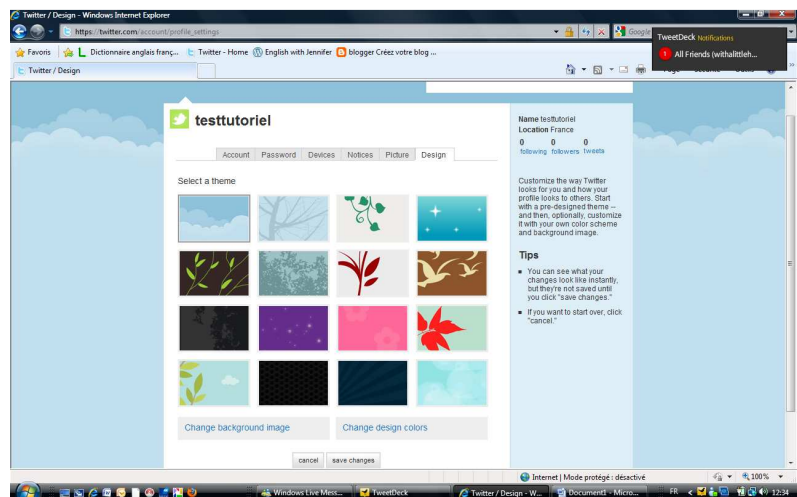 Twitter / Design - Windows Internet Explorer
https://twitter.com/account/profile_settings
Google
TweetDeck Notifications
1 All Friends (withalittleh...
Favoris
Dictionnaire anglais franç...
Twitter - Home
English with Jennifer
blogger Créez votre blog ...
Twitter / Design
testtutoriel
Account Password Devices Notices Picture Design
Select a theme
Change background image
Change design colors
cancel save changes
Name testtutoriel
Location France
0 0 0
following followers tweets
Customize the way Twitter
looks for you and how your
profile looks to others. Start
with a pre-designed theme --
and then, optionally, customize
it with your own color scheme
and background image.
Tips
You can see what your
changes look like instantly,
but they're not saved until
you click "save changes."
If you want to start over, click
"cancel."
Internet | Mode protégé : désactivé
100%
Windows Live Mess...
TweetDeck
Twitter / Design - W...
Document1 - Micro...
FR
12:34